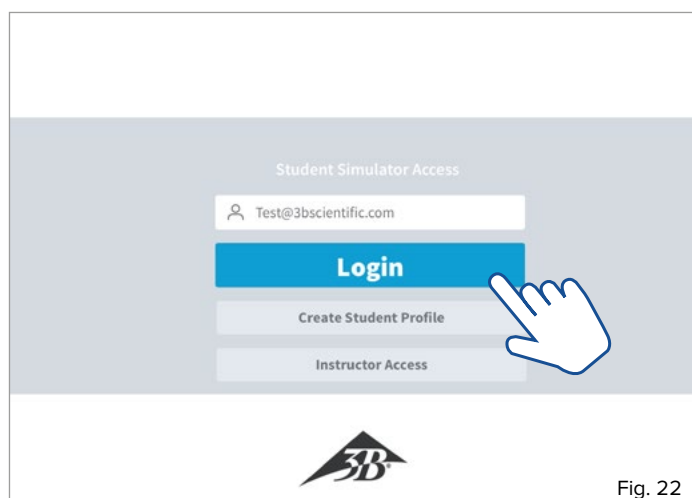 Student Simulator Access
Test@3bscientific.com
Login
Create Student Profile
Instructor Access
3B
Fig. 22